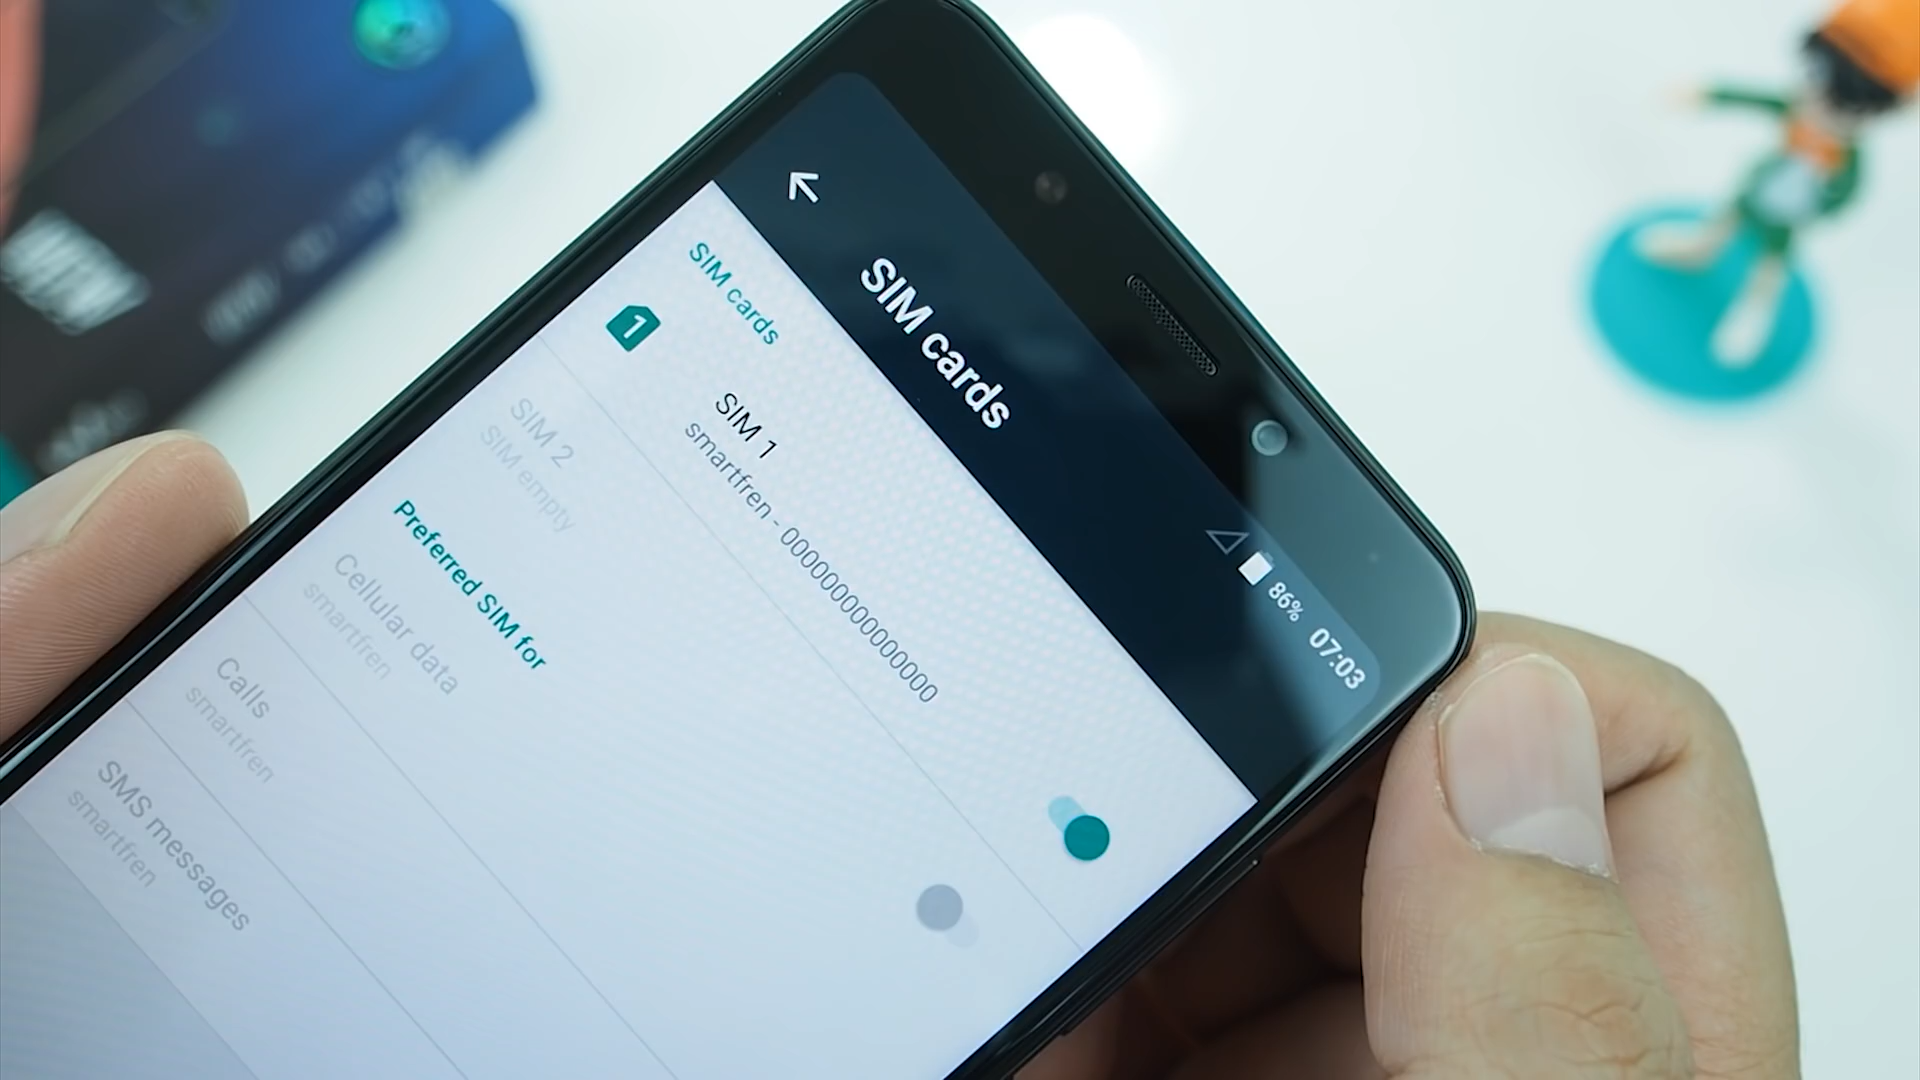 86% 07:03
SIM cards
SIM cards
1
SIM 1
smartfren - 000000000000000
SIM 2
SIM empty
Preferred SIM for
Cellular data
smartfren
Calls
smartfren
SMS messages
smartfren